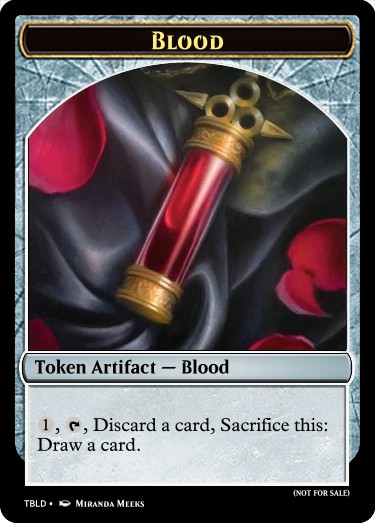 BLOOD
Token Artifact — Blood
1, T, Discard a card, Sacrifice this:
Draw a card.
(NOT FOR SALE)
TBLD • MIRANDA MEEKS